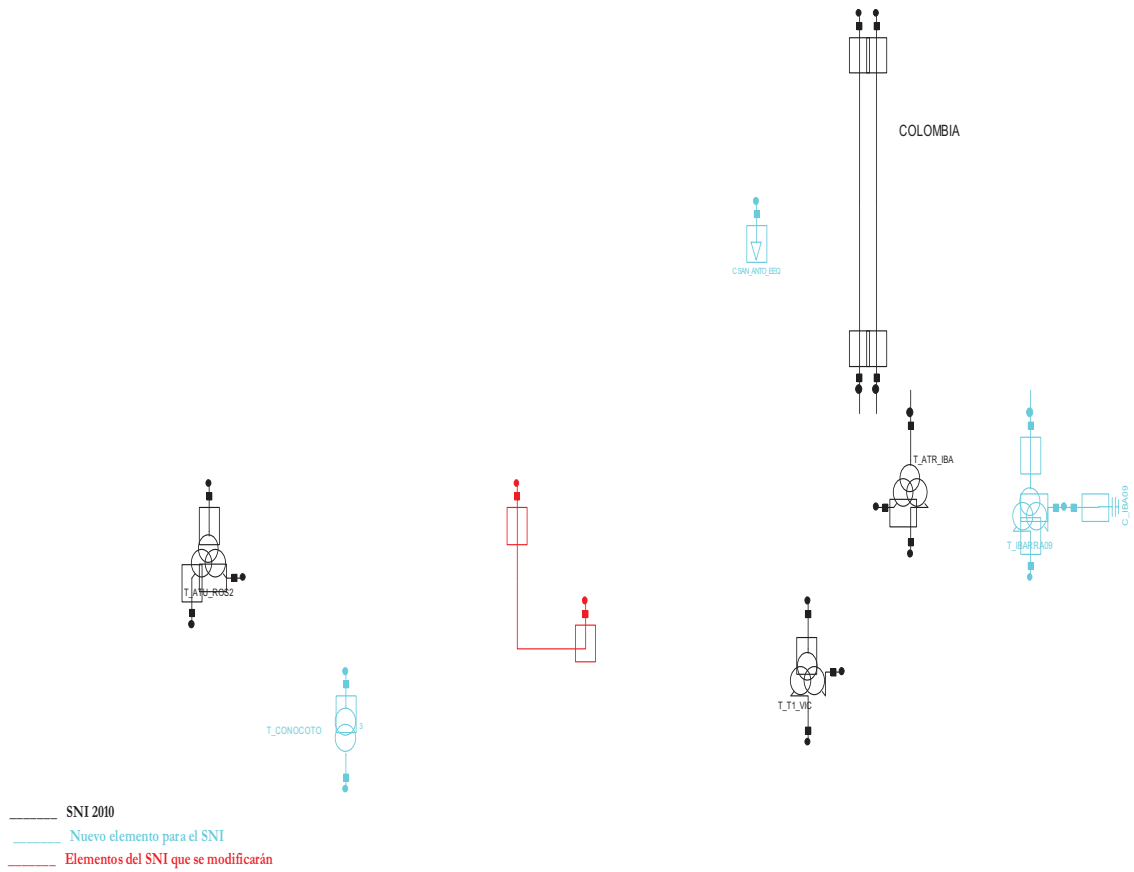 COLOMBIA
C SAN_ANTO_EEQ
T_ATR_IBA
C_IBA09
T_IBARRA09
T_ATU_ROS2
T_T1_VIC
T_CONOCOTO
3
SNI 2010
Nuevo elemento para el SNI
Elementos del SNI que se modificarán